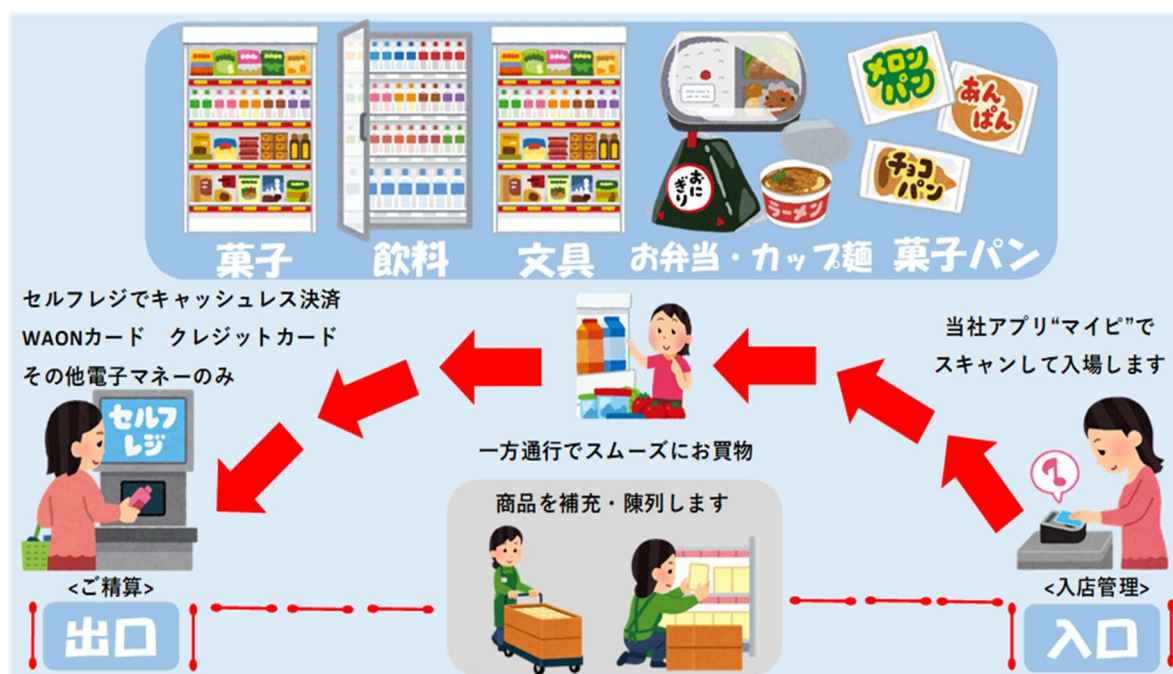 メロン
パン
あん
ぱん
チョコ
パン
おに
ぎり
ラーメン
菓子
飲料
文具
お弁当・カップ麺
菓子パン
当社アプリ“マイピ”で
スキャンして入場します
セルフレジでキャッシュレス決済
WAONカード　クレジットカード
その他電子マネーのみ
セルフ
レジ
一方通行でスムーズにお買物
商品を補充・陳列します
<ご精算>
<入店管理>
出口
入口